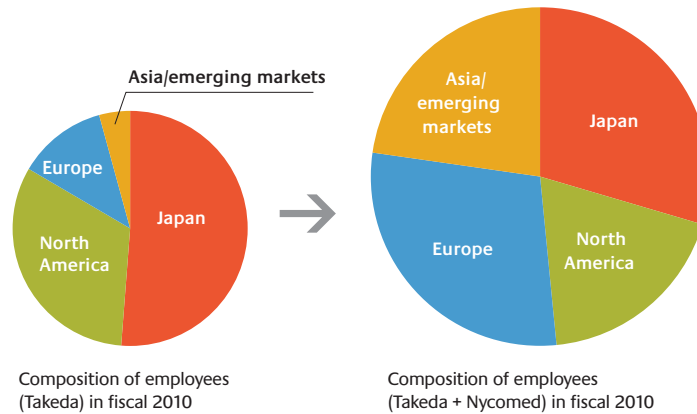 Asia/emerging markets
Europe
Japan
North
America
Composition of employees
(Takeda) in fiscal 2010
Asia/
emerging
markets
Japan
Europe
North
America
Composition of employees
(Takeda + Nycomed) in fiscal 2010